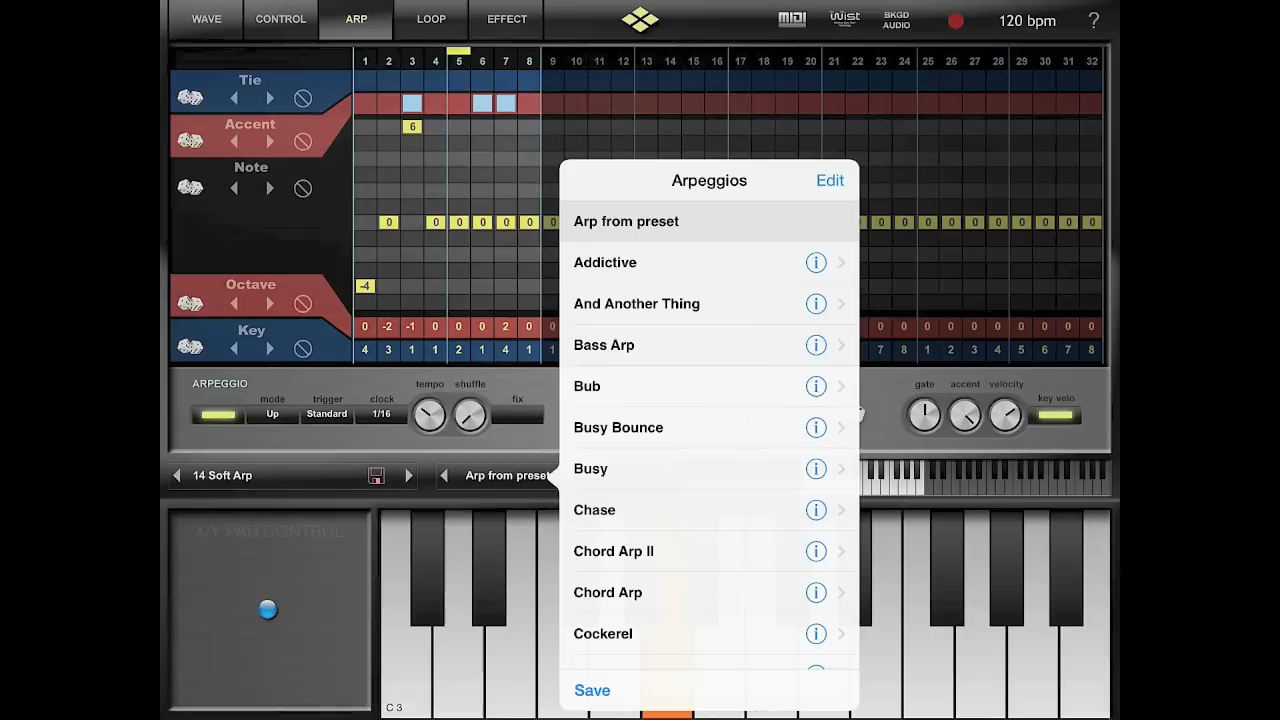 WAVE CONTROL ARP LOOP EFFECT MIDI Wist BKGD AUDIO 120 bpm ?
1 2 3 4 5 6 7 8 9 10 11 12 13 14 15 16 17 18 19 20 21 22 23 24 25 26 27 28 29 30 31 32
Tie
Accent
6
Note
0 0 0 0 0 0 0 0 0 0 0 0 0 0 0 0 0
Octave
-4
0 -2 -1 0 0 0 2 0 0 0 0 0 0 0 0 0 0 0 0
Key
4 3 1 1 2 1 4 1 1 7 8 1 2 3 4 5 6 7 8
Arpeggios Edit
Arp from preset
Addictive
And Another Thing
Bass Arp
Bub
Busy Bounce
Busy
Chase
Chord Arp II
Chord Arp
Cockerel
Save
ARPEGGIO
mode trigger clock tempo shuffle fix gate accent velocity key velo
Up Standard 1/16
14 Soft Arp Arp from prese
X/Y PAD CONTROL
C 3